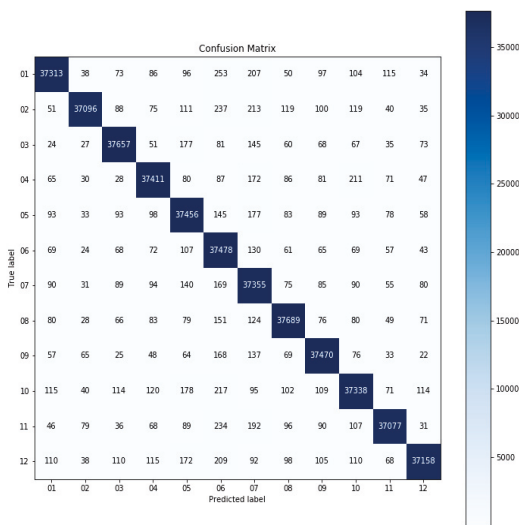 Confusion Matrix
01 37313 38 73 86 96 253 207 50 97 104 115 34
02 51 37096 88 75 111 237 213 119 100 119 40 35
03 24 27 37657 51 177 81 145 60 68 67 35 73
04 65 30 28 37411 80 87 172 86 81 211 71 47
05 93 33 93 98 37456 145 177 83 89 93 78 58
06 69 24 68 72 107 37478 130 61 65 69 57 43
07 90 31 89 94 140 169 37355 75 85 90 55 80
08 80 28 66 83 79 151 124 37689 76 80 49 71
09 57 65 25 48 64 168 137 69 37470 76 33 22
10 115 40 114 120 178 217 95 102 109 37338 71 114
11 46 79 36 68 89 234 192 96 90 107 37077 31
12 110 38 110 115 172 209 92 98 105 110 68 37158
01 02 03 04 05 06 07 08 09 10 11 12
Predicted label
True label
35000
30000
25000
20000
15000
10000
5000